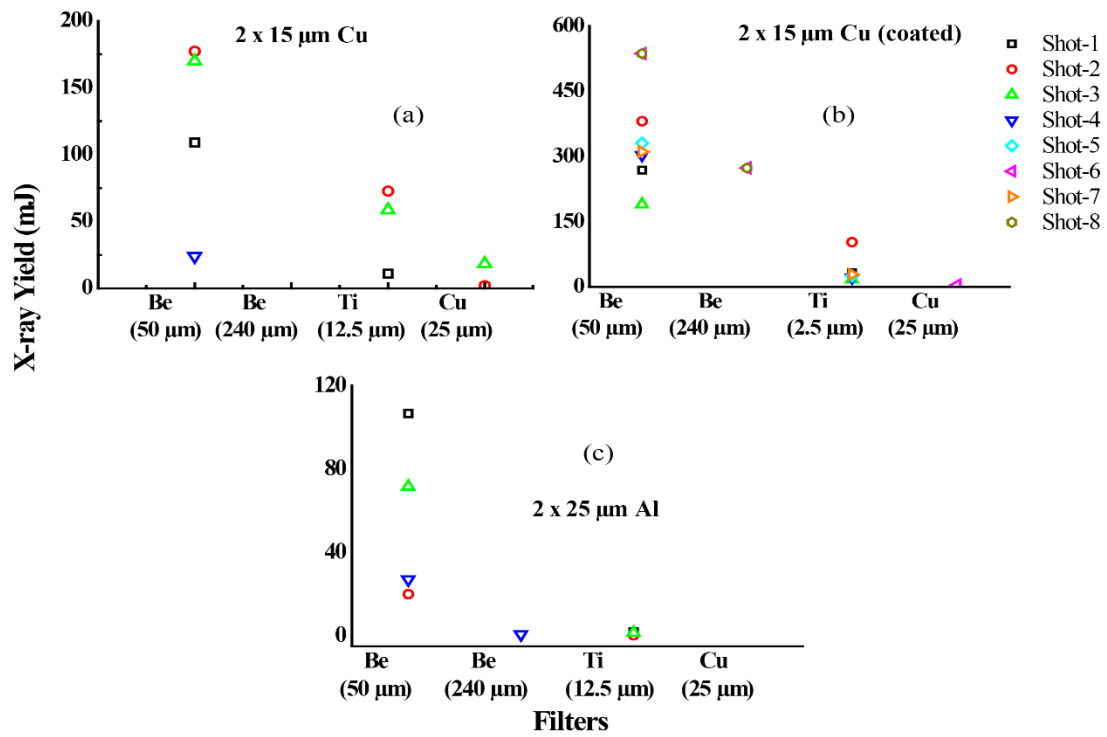 X-ray Yield (mJ)
2 x 15 µm Cu
(a)
200
150
100
50
0
Be Be Ti Cu
(50 µm) (240 µm) (12.5 µm) (25 µm)
2 x 15 µm Cu (coated)
(b)
600
450
300
150
0
Be Be Ti Cu
(50 µm) (240 µm) (2.5 µm) (25 µm)
Shot-1
Shot-2
Shot-3
Shot-4
Shot-5
Shot-6
Shot-7
Shot-8
(c)
2 x 25 µm Al
120
80
40
0
Be Be Ti Cu
(50 µm) (240 µm) (12.5 µm) (25 µm)
Filters